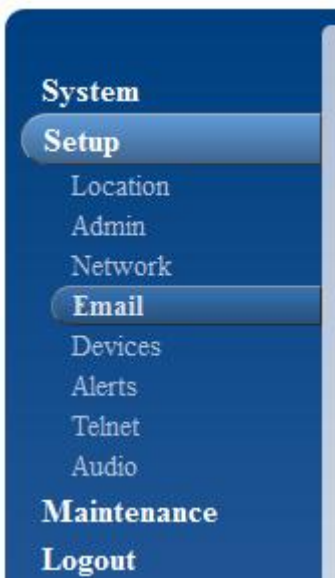 System
Setup
Location
Admin
Network
Email
Devices
Alerts
Telnet
Audio
Maintenance
Logout